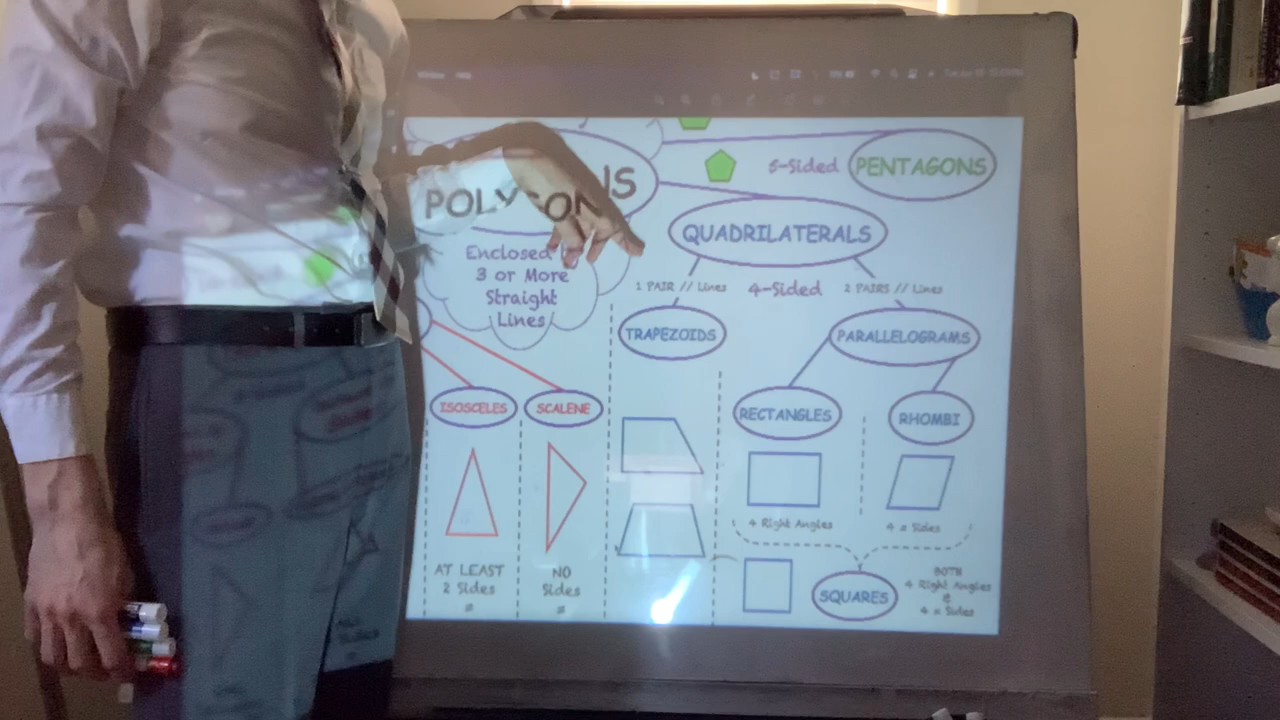 Window Help
5-Sided PENTAGONS
POLYGONS
QUADRILATERALS
Enclosed
3 or More
Straight
Lines
1 PAIR // Lines 4-Sided 2 PAIRS // Lines
TRAPEZOIDS PARALLELOGRAMS
ISOSCELES SCALENE RECTANGLES RHOMBI
4 Right Angles 4 = Sides
AT LEAST
2 Sides
=
NO
Sides
=
SQUARES
BOTH
4 Right Angles
&
4 = Sides